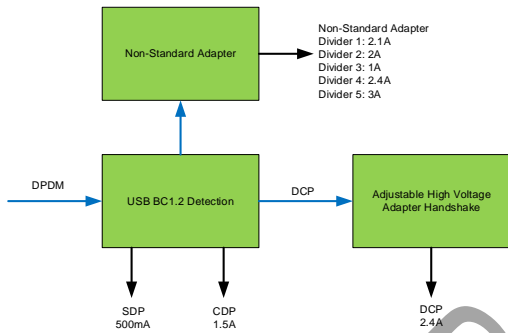 Non-Standard Adapter
Non-Standard Adapter
Divider 1: 2.1A
Divider 2: 2A
Divider 3: 1A
Divider 4: 2.4A
Divider 5: 3A
DPDM
USB BC1.2 Detection
DCP
Adjustable High Voltage
Adapter Handshake
SDP
500mA
CDP
1.5A
DCP
2.4A